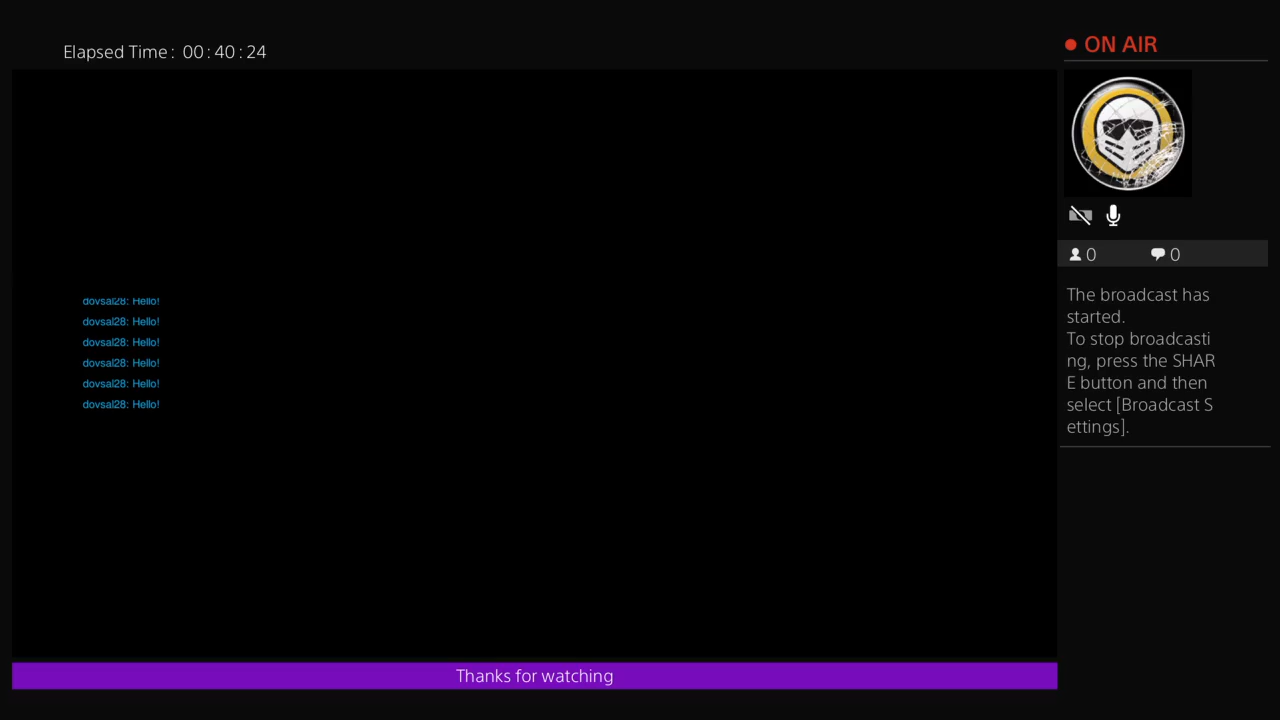 Elapsed Time : 00 : 40 : 24
ON AIR
0
0
The broadcast has
started.
To stop broadcasti
ng, press the SHAR
E button and then
select [Broadcast S
ettings].
dovsal28: Hello!
dovsal28: Hello!
dovsal28: Hello!
dovsal28: Hello!
dovsal28: Hello!
dovsal28: Hello!
Thanks for watching